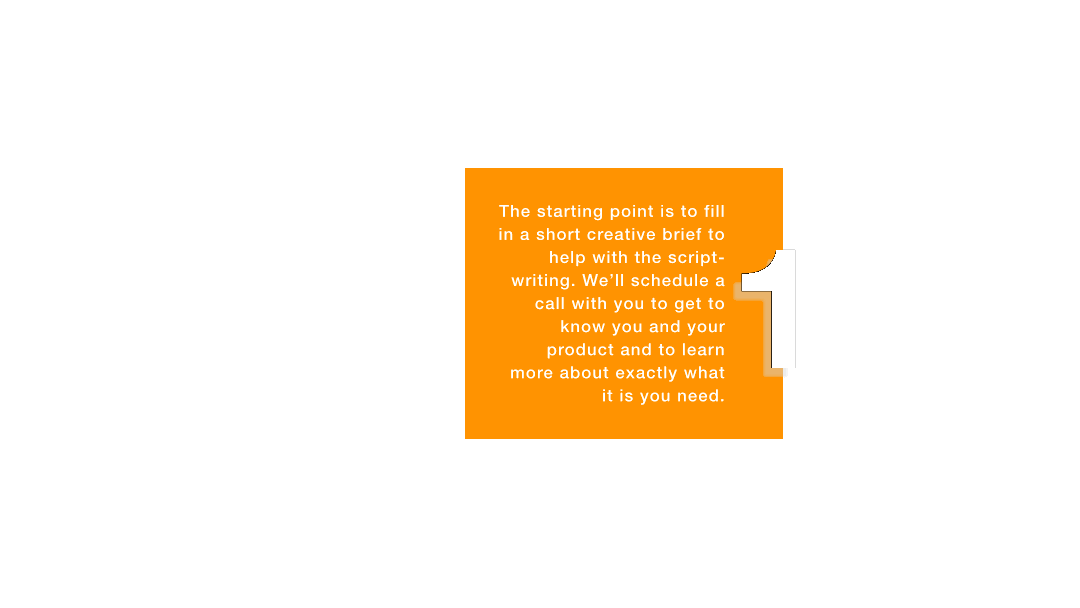 The starting point is to fill
in a short creative brief to
help with the script-
writing. We’ll schedule a
call with you to get to
know you and your
product and to learn
more about exactly what
it is you need.
1